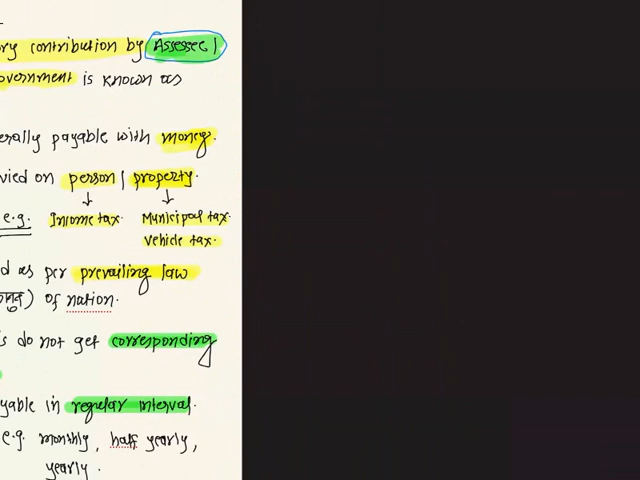 ry contribution by Assessee |
overnment is known as
erally payable with money.
vied on person | property.
e.g. Income tax. Municipal tax.
vehicle tax.
d as per prevailing law
) of nation.
s do not get corresponding
yable in regular interval.
e.g. monthly, half yearly,
yearly.